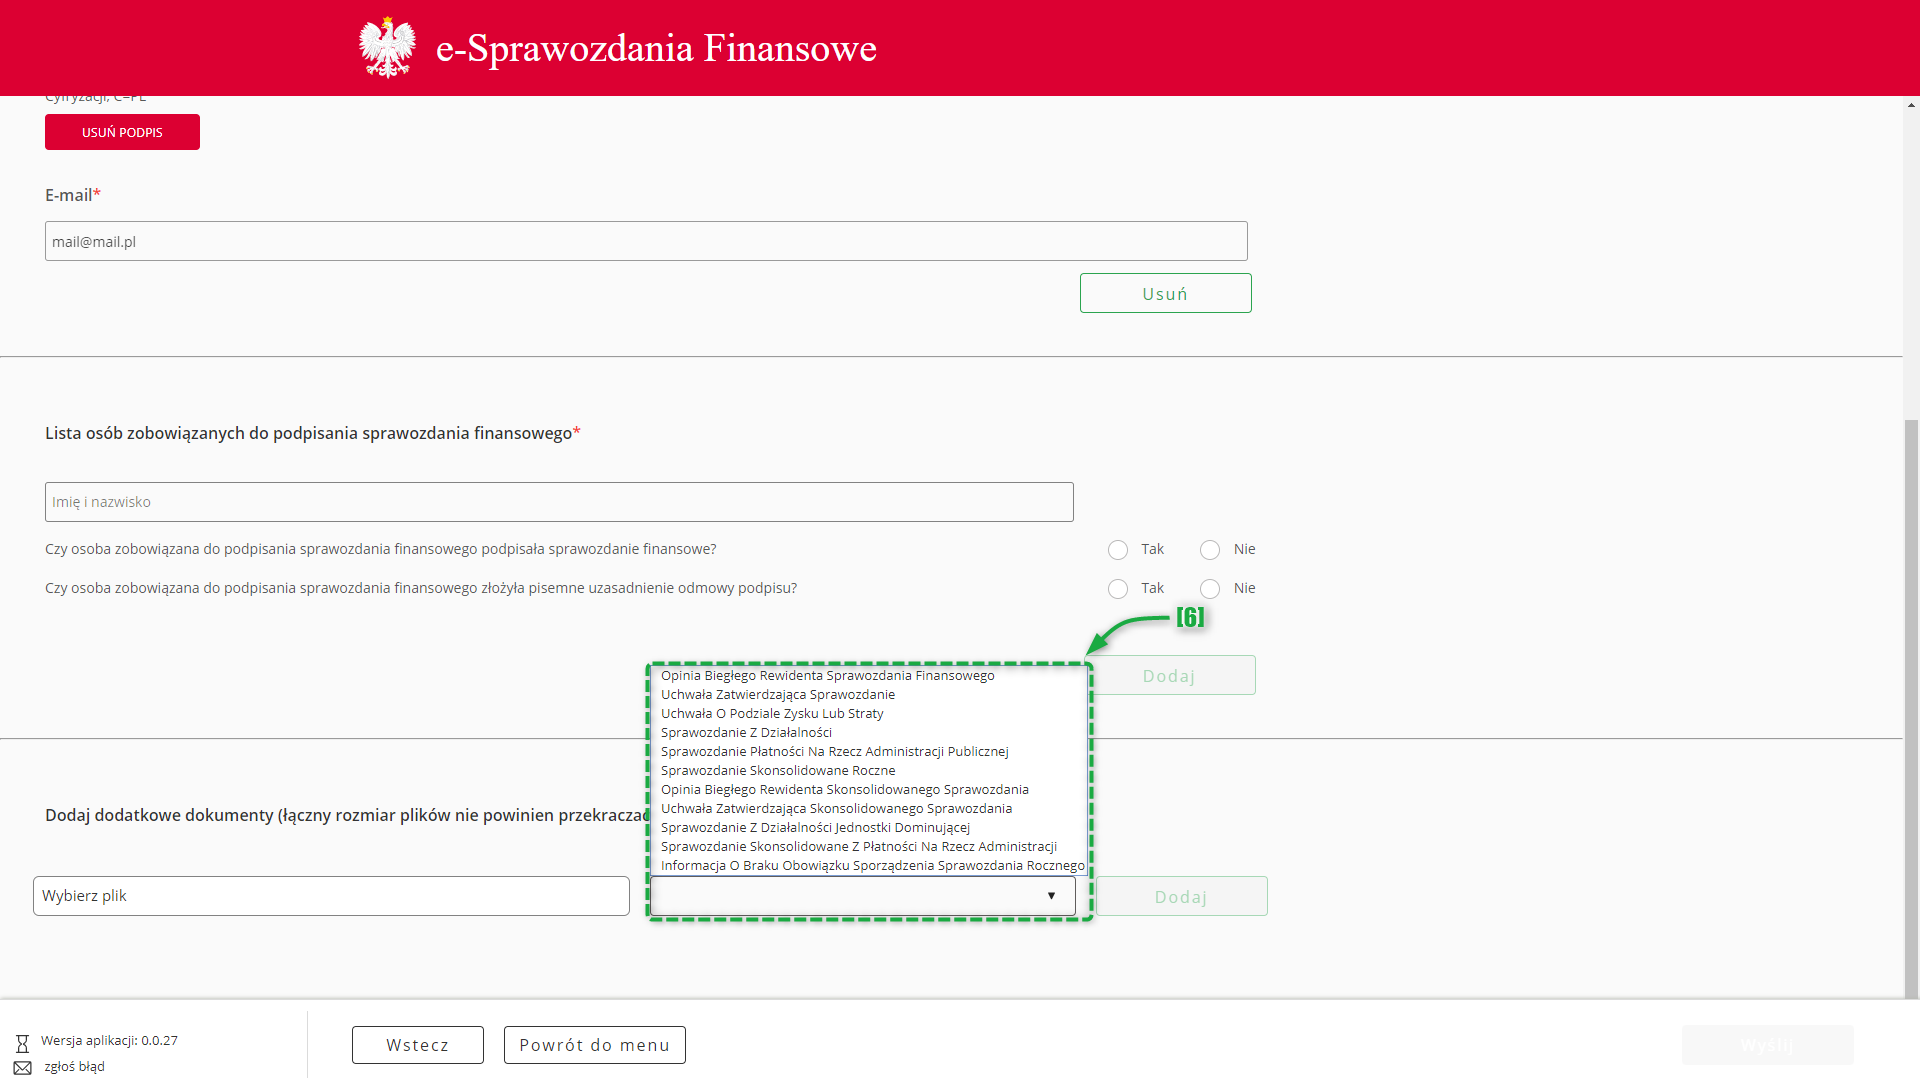 e-Sprawozdania Finansowe
Cyfryzacji, C=PL
USUŃ PODPIS
E-mail*
mail@mail.pl
Usuń
Lista osób zobowiązanych do podpisania sprawozdania finansowego*
Imię i nazwisko
Czy osoba zobowiązana do podpisania sprawozdania finansowego podpisała sprawozdanie finansowe? Tak Nie
Czy osoba zobowiązana do podpisania sprawozdania finansowego złożyła pisemne uzasadnienie odmowy podpisu? Tak Nie
[6]
Dodaj
Opinia Biegłego Rewidenta Sprawozdania Finansowego
Uchwała Zatwierdzająca Sprawozdanie
Uchwała O Podziale Zysku Lub Straty
Sprawozdanie Z Działalności
Sprawozdanie Płatności Na Rzecz Administracji Publicznej
Sprawozdanie Skonsolidowane Roczne
Opinia Biegłego Rewidenta Skonsolidowanego Sprawozdania
Uchwała Zatwierdzająca Skonsolidowanego Sprawozdania
Sprawozdanie Z Działalności Jednostki Dominującej
Sprawozdanie Skonsolidowane Z Płatności Na Rzecz Administracji
Informacja O Braku Obowiązku Sporządzenia Sprawozdania Rocznego
Dodaj dodatkowe dokumenty (łączny rozmiar plików nie powinien przekraczać
Wybierz plik
Dodaj
Wersja aplikacji: 0.0.27
zgłoś błąd
Wstecz
Powrót do menu
Wyślij